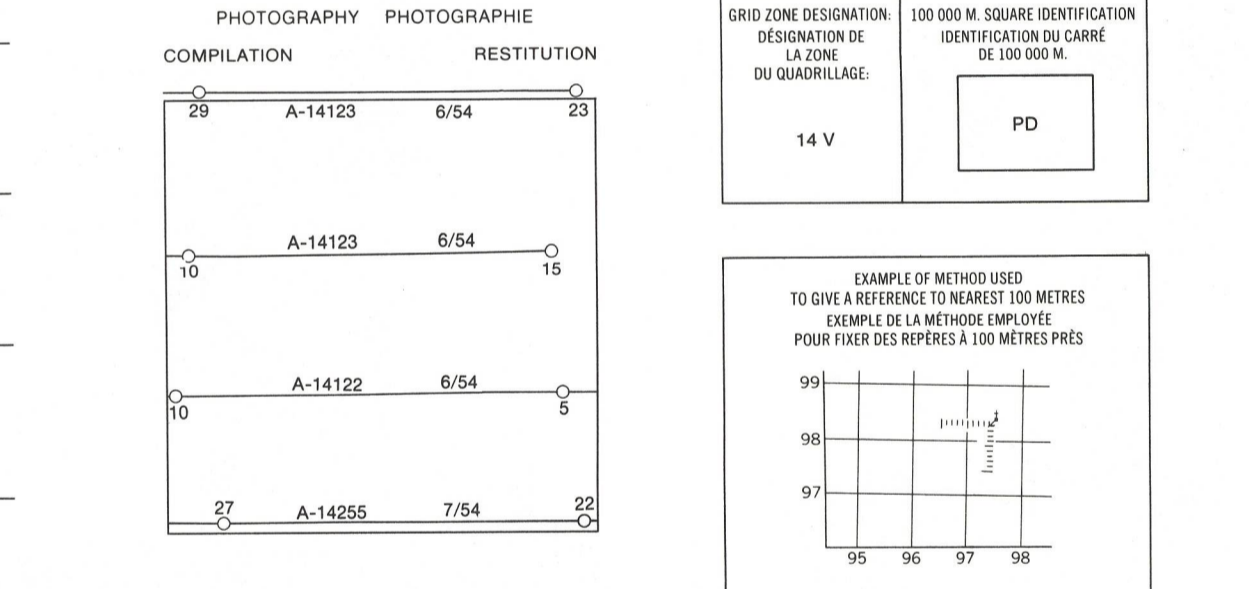 PHOTOGRAPHY PHOTOGRAPHIE
COMPILATION RESTITUTION
29 A-14123 6/54 23
A-14123 6/54
10 15
A-14122 6/54
10 5
27 A-14255 7/54 22
GRID ZONE DESIGNATION:
DÉSIGNATION DE
LA ZONE
DU QUADRILLAGE:
14 V
100 000 M. SQUARE IDENTIFICATION
IDENTIFICATION DU CARRÉ
DE 100 000 M.
PD
EXAMPLE OF METHOD USED
TO GIVE A REFERENCE TO NEAREST 100 METRES
EXEMPLE DE LA MÉTHODE EMPLOYÉE
POUR FIXER DES REPÈRES À 100 MÈTRES PRÈS
99
98
97
95 96 97 98